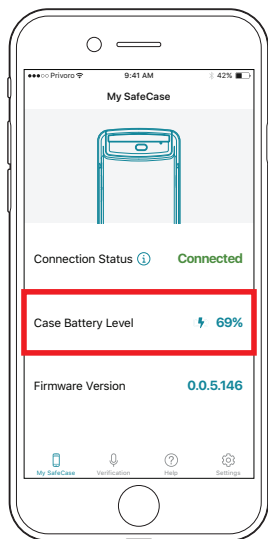 Privoro 9:41 AM 42%
My SafeCase
Connection Status i Connected
Case Battery Level 69%
Firmware Version 0.0.5.146
My SafeCase Verification Help Settings